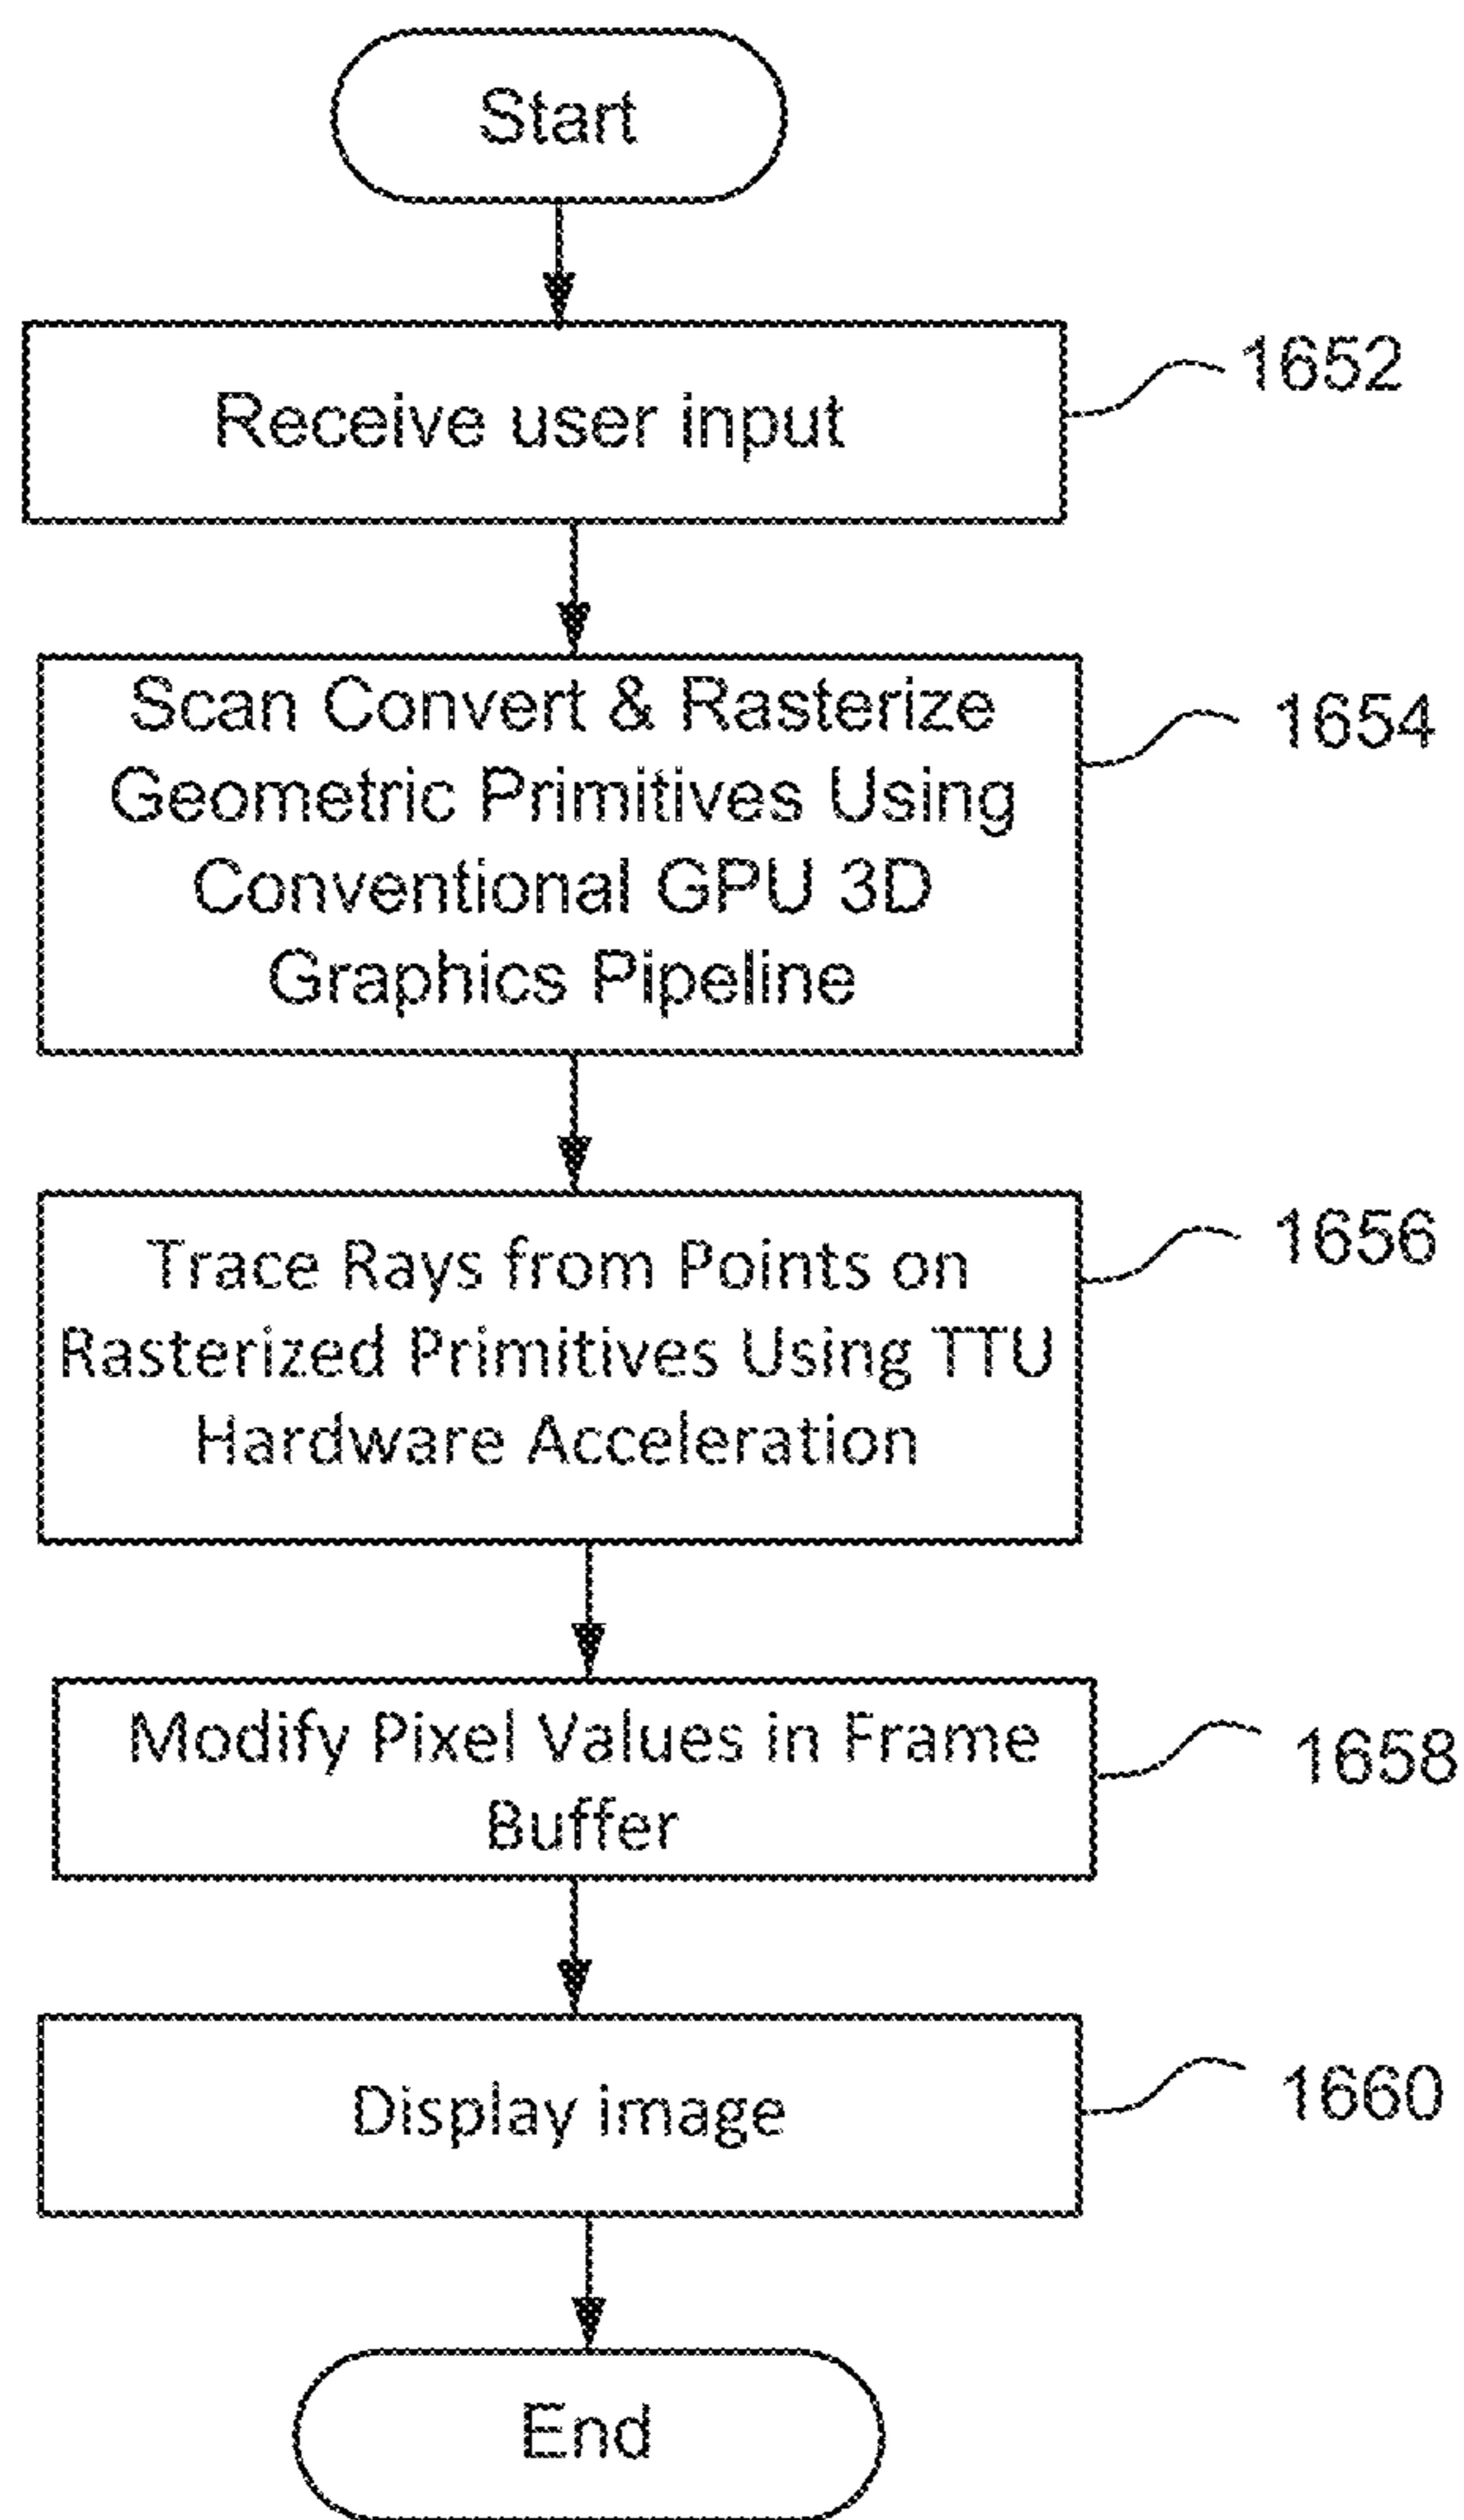 Start
Receive user input
1652
Scan Convert & Rasterize
Geometric Primitives Using
Conventional GPU 3D
Graphics Pipeline
1654
Trace Rays from Points on
Rasterized Primitives Using TTU
Hardware Acceleration
1656
Modify Pixel Values in Frame
Buffer
1658
Display image
1660
End